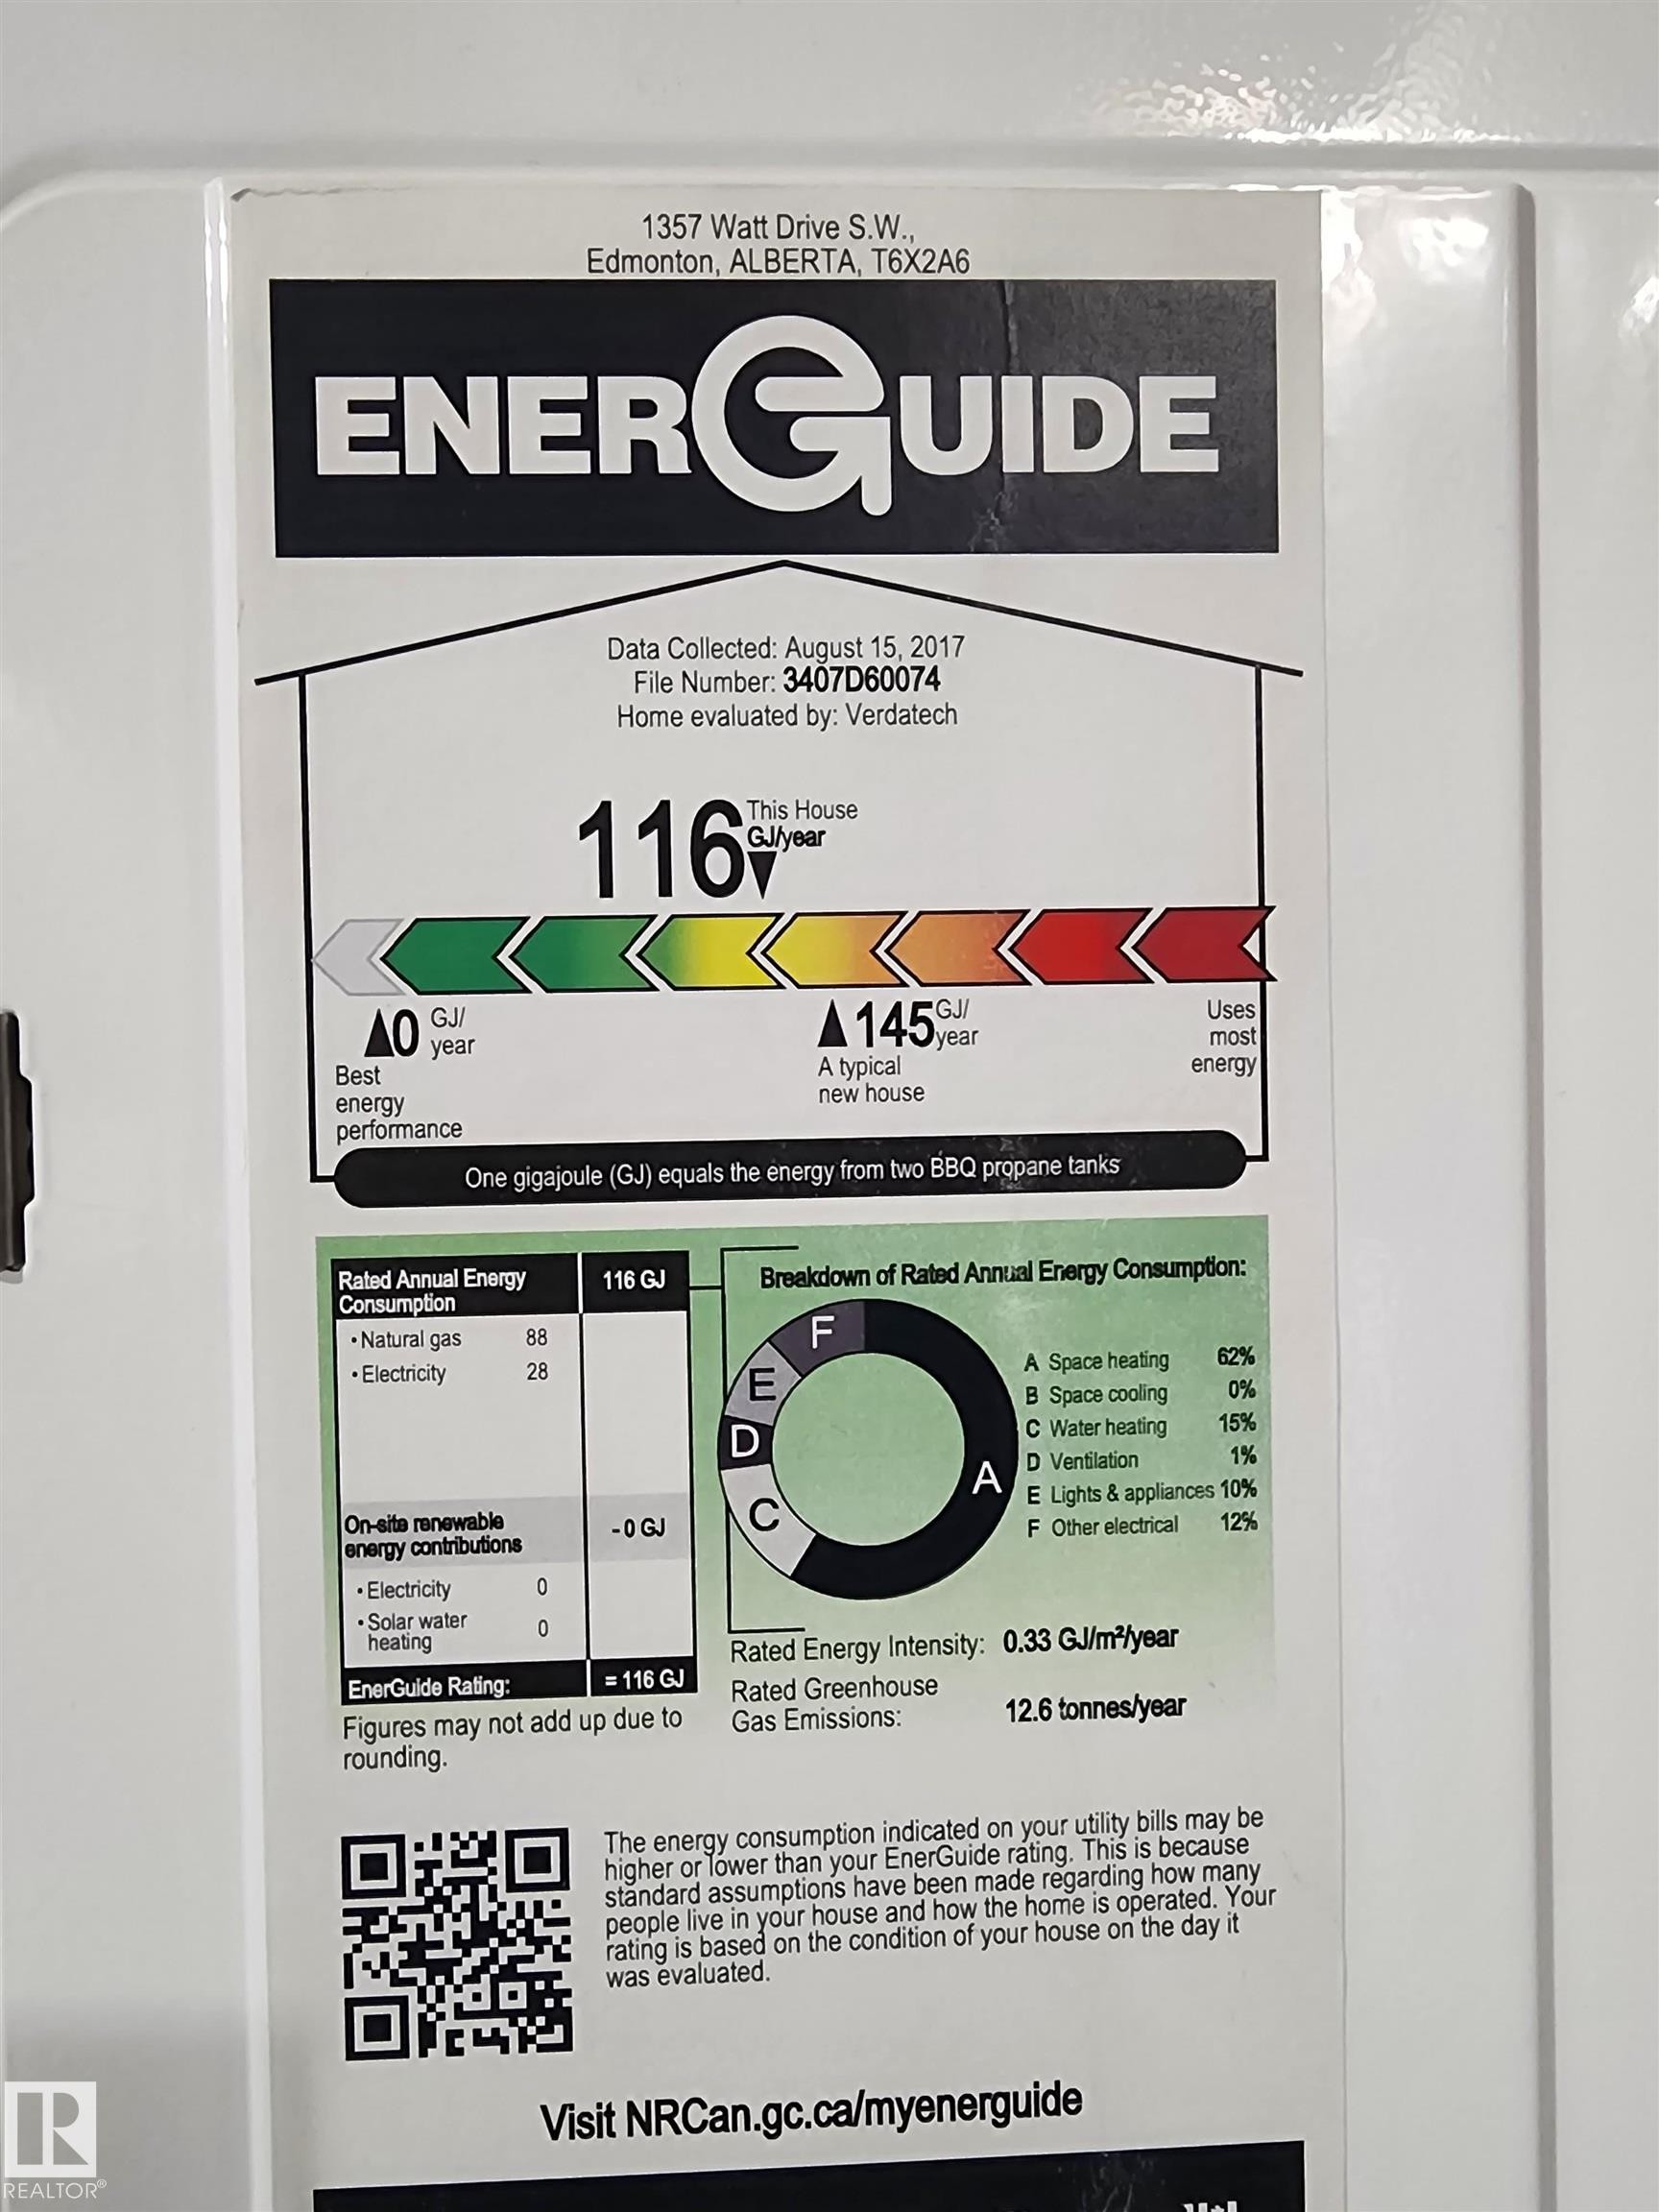 1357 Watt Drive S.W.,
Edmonton, ALBERTA, T6X2A6
ENERGUIDE
Data Collected: August 15, 2017
File Number: 3407D60074
Home evaluated by: Verdatech
116 This House
GJ/year
0 GJ/
year
Best
energy
performance
145 GJ/
year
A typical
new house
Uses
most
energy
One gigajoule (GJ) equals the energy from two BBQ propane tanks
Rated Annual Energy
Consumption
116 GJ
• Natural gas 88
• Electricity 28
On-site renewable
energy contributions
- 0 GJ
• Electricity 0
• Solar water
heating
0
EnerGuide Rating: = 116 GJ
Figures may not add up due to
rounding.
Breakdown of Rated Annual Energy Consumption:
F
E
D
C
A
A Space heating 62%
B Space cooling 0%
C Water heating 15%
D Ventilation 1%
E Lights & appliances 10%
F Other electrical 12%
Rated Energy Intensity: 0.33 GJ/m²/year
Rated Greenhouse
Gas Emissions:
12.6 tonnes/year
The energy consumption indicated on your utility bills may be
higher or lower than your EnerGuide rating. This is because
standard assumptions have been made regarding how many
people live in your house and how the home is operated. Your
rating is based on the condition of your house on the day it
was evaluated.
Visit NRCan.gc.ca/myenerguide
R
REALTOR®